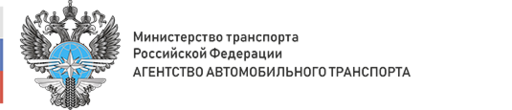 Министерство транспорта
Российской Федерации
АГЕНТСТВО АВТОМОБИЛЬНОГО ТРАНСПОРТА